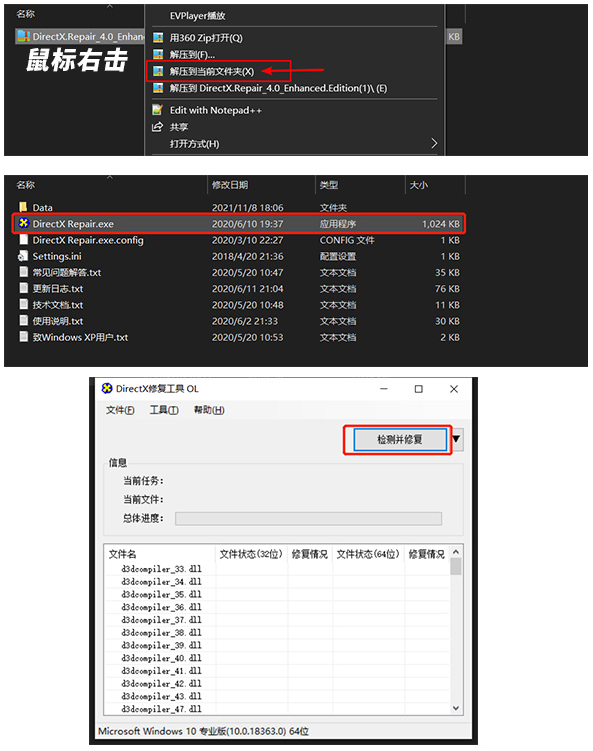 名称
EVPlayer播放
DirectX.Repair_4.0_Enhanc
KB
用360 Zip打开(Q)
鼠标右击
解压到(F)...
解压到当前文件夹(X)
解压到 DirectX.Repair_4.0_Enhanced.Edition(1)\ (E)
Edit with Notepad++
共享
打开方式(H)
名称 修改日期 类型 大小
Data 2021/11/8 18:06 文件夹
DirectX Repair.exe 2020/6/10 19:37 应用程序 1,024 KB
DirectX Repair.exe.config 2020/3/10 22:27 CONFIG 文件 1 KB
Settings.ini 2018/4/20 21:36 配置设置 1 KB
常见问题解答.txt 2020/5/20 10:47 文本文档 35 KB
更新日志.txt 2020/6/11 21:04 文本文档 76 KB
技术文档.txt 2020/5/20 10:48 文本文档 11 KB
使用说明.txt 2020/6/2 21:33 文本文档 30 KB
致Windows XP用户.txt 2020/5/20 10:53 文本文档 2 KB
DirectX修复工具 OL
文件(F) 工具(T) 帮助(H)
检测并修复
信息
当前任务：
当前文件：
总体进度：
文件名 文件状态(32位) 修复情况 文件状态(64位) 修复情况
d3dcompiler_33.dll
d3dcompiler_34.dll
d3dcompiler_35.dll
d3dcompiler_36.dll
d3dcompiler_37.dll
d3dcompiler_38.dll
d3dcompiler_39.dll
d3dcompiler_40.dll
d3dcompiler_41.dll
d3dcompiler_42.dll
d3dcompiler_43.dll
d3dcompiler_47.dll
Microsoft Windows 10 专业版(10.0.18363.0) 64位